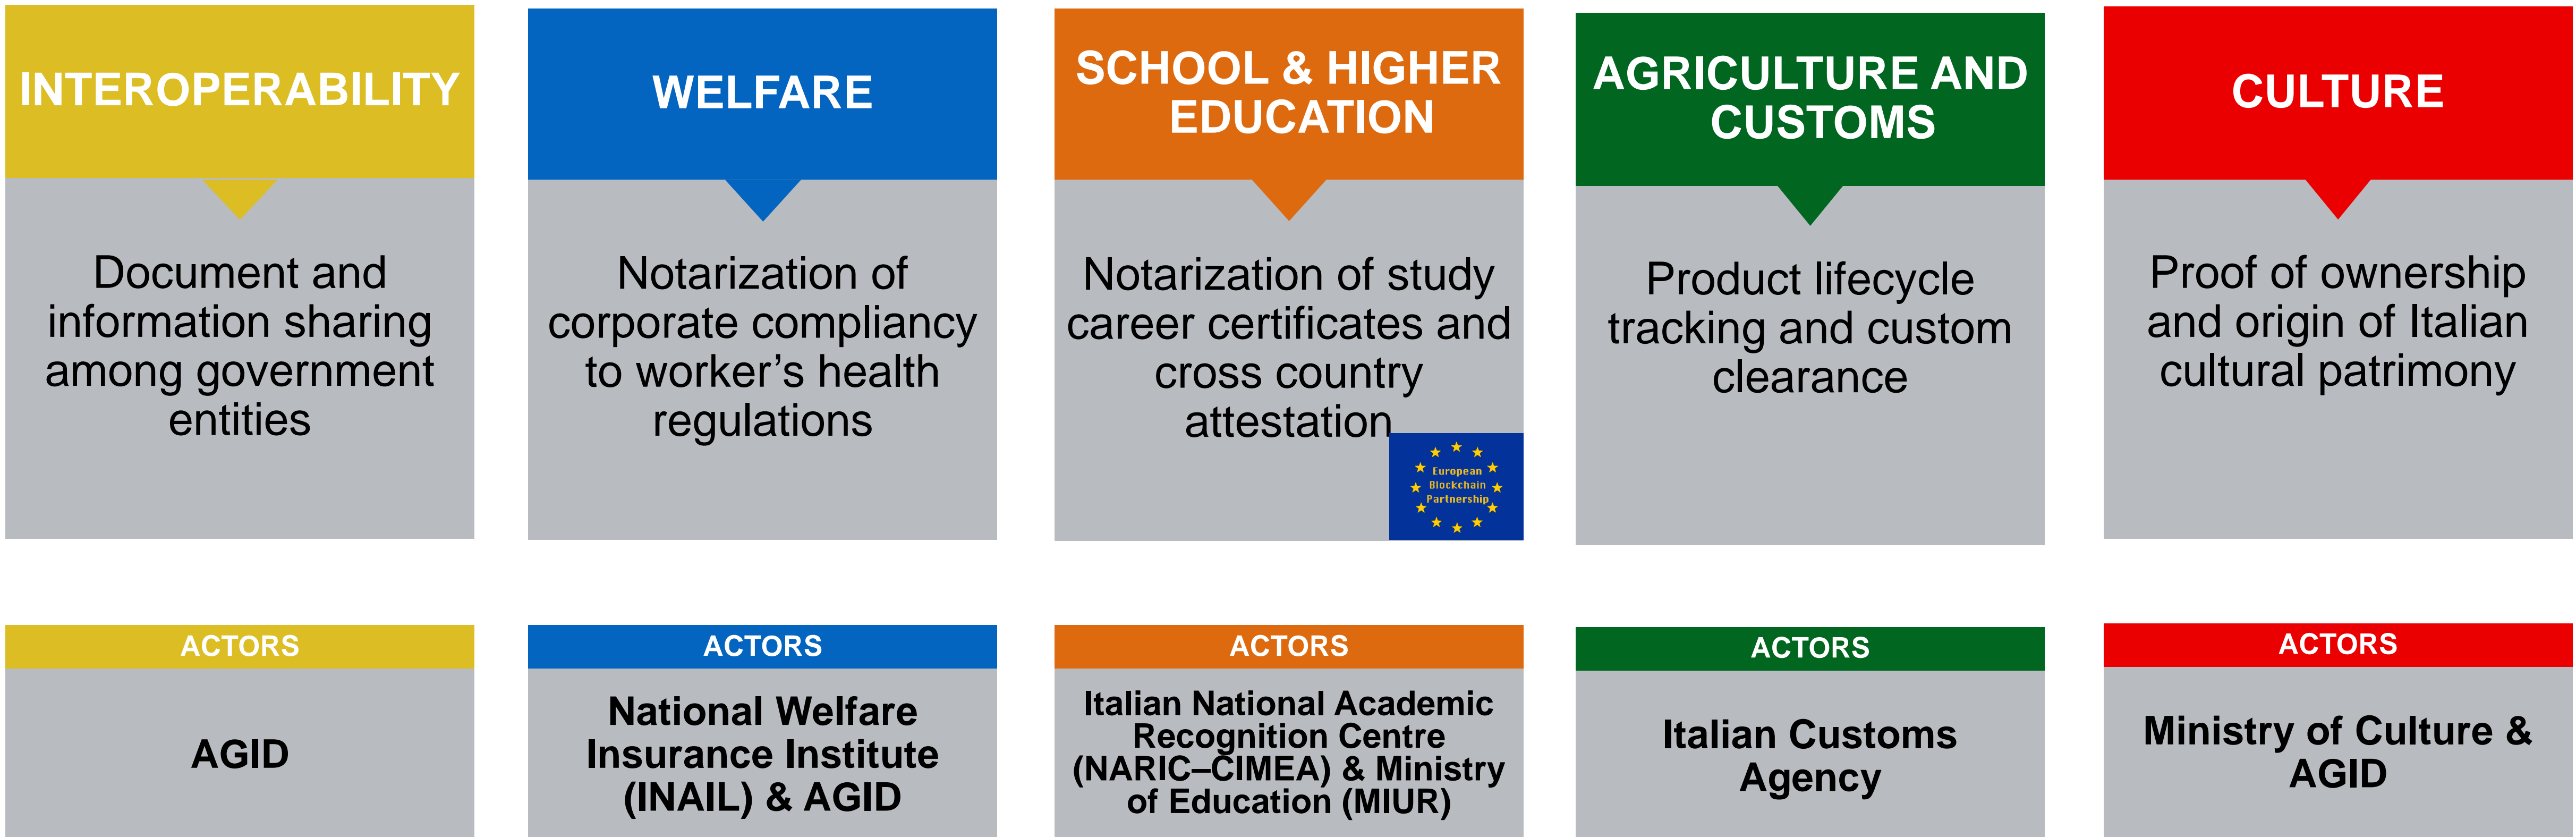 INTEROPERABILITY
Document and
information sharing
among government
entities
WELFARE
Notarization of
corporate compliancy
to worker’s health
regulations
SCHOOL & HIGHER
EDUCATION
Notarization of study
career certificates and
cross country
attestation
European
Blockchain
Partnership
AGRICULTURE AND
CUSTOMS
Product lifecycle
tracking and custom
clearance
CULTURE
Proof of ownership
and origin of Italian
cultural patrimony
ACTORS
AGID
ACTORS
National Welfare
Insurance Institute
(INAIL) & AGID
ACTORS
Italian National Academic
Recognition Centre
(NARIC–CIMEA) & Ministry
of Education (MIUR)
ACTORS
Italian Customs
Agency
ACTORS
Ministry of Culture &
AGID